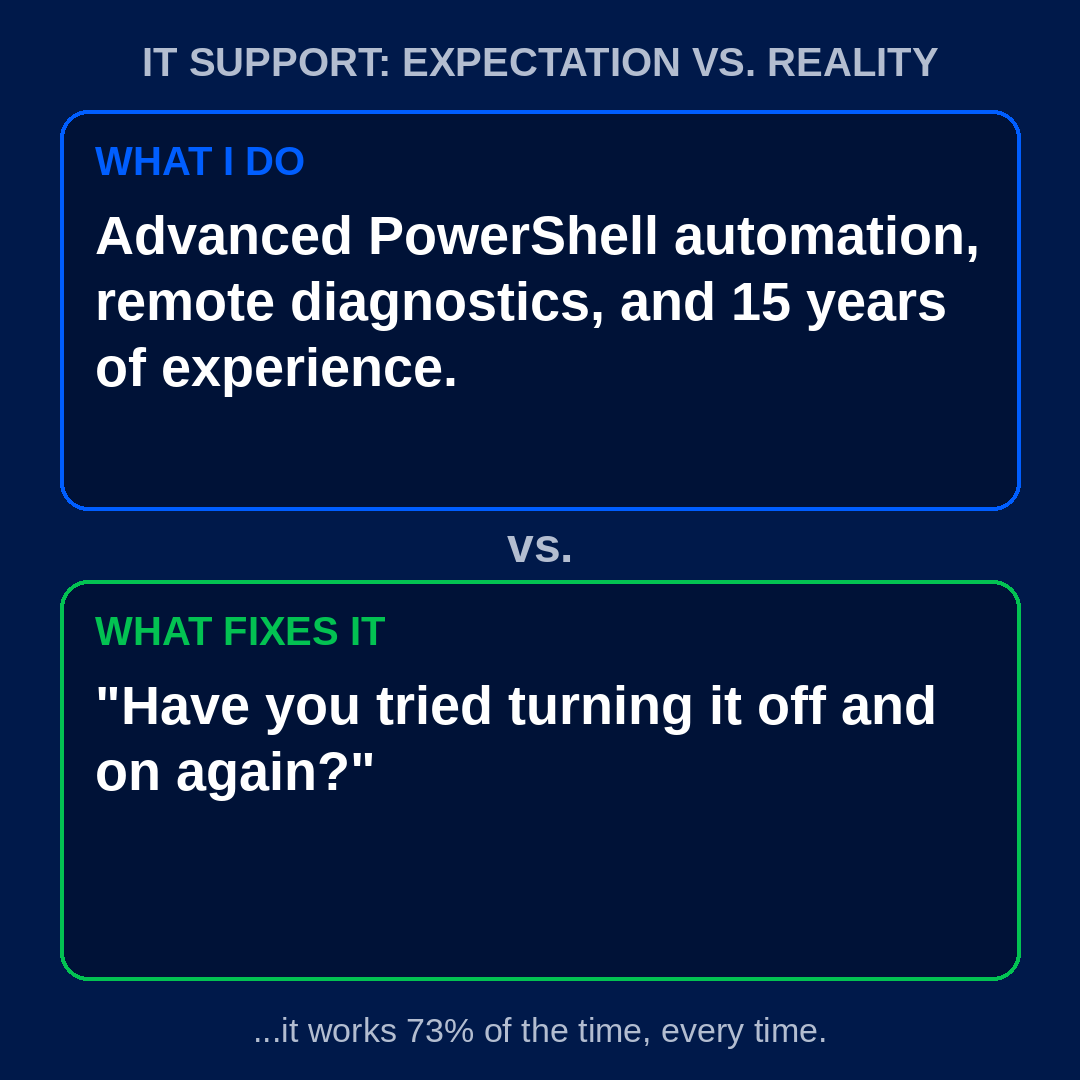 IT SUPPORT: EXPECTATION VS. REALITY
WHAT I DO
Advanced PowerShell automation,
remote diagnostics, and 15 years
of experience.
vs.
WHAT FIXES IT
"Have you tried turning it off and
on again?"
...it works 73% of the time, every time.